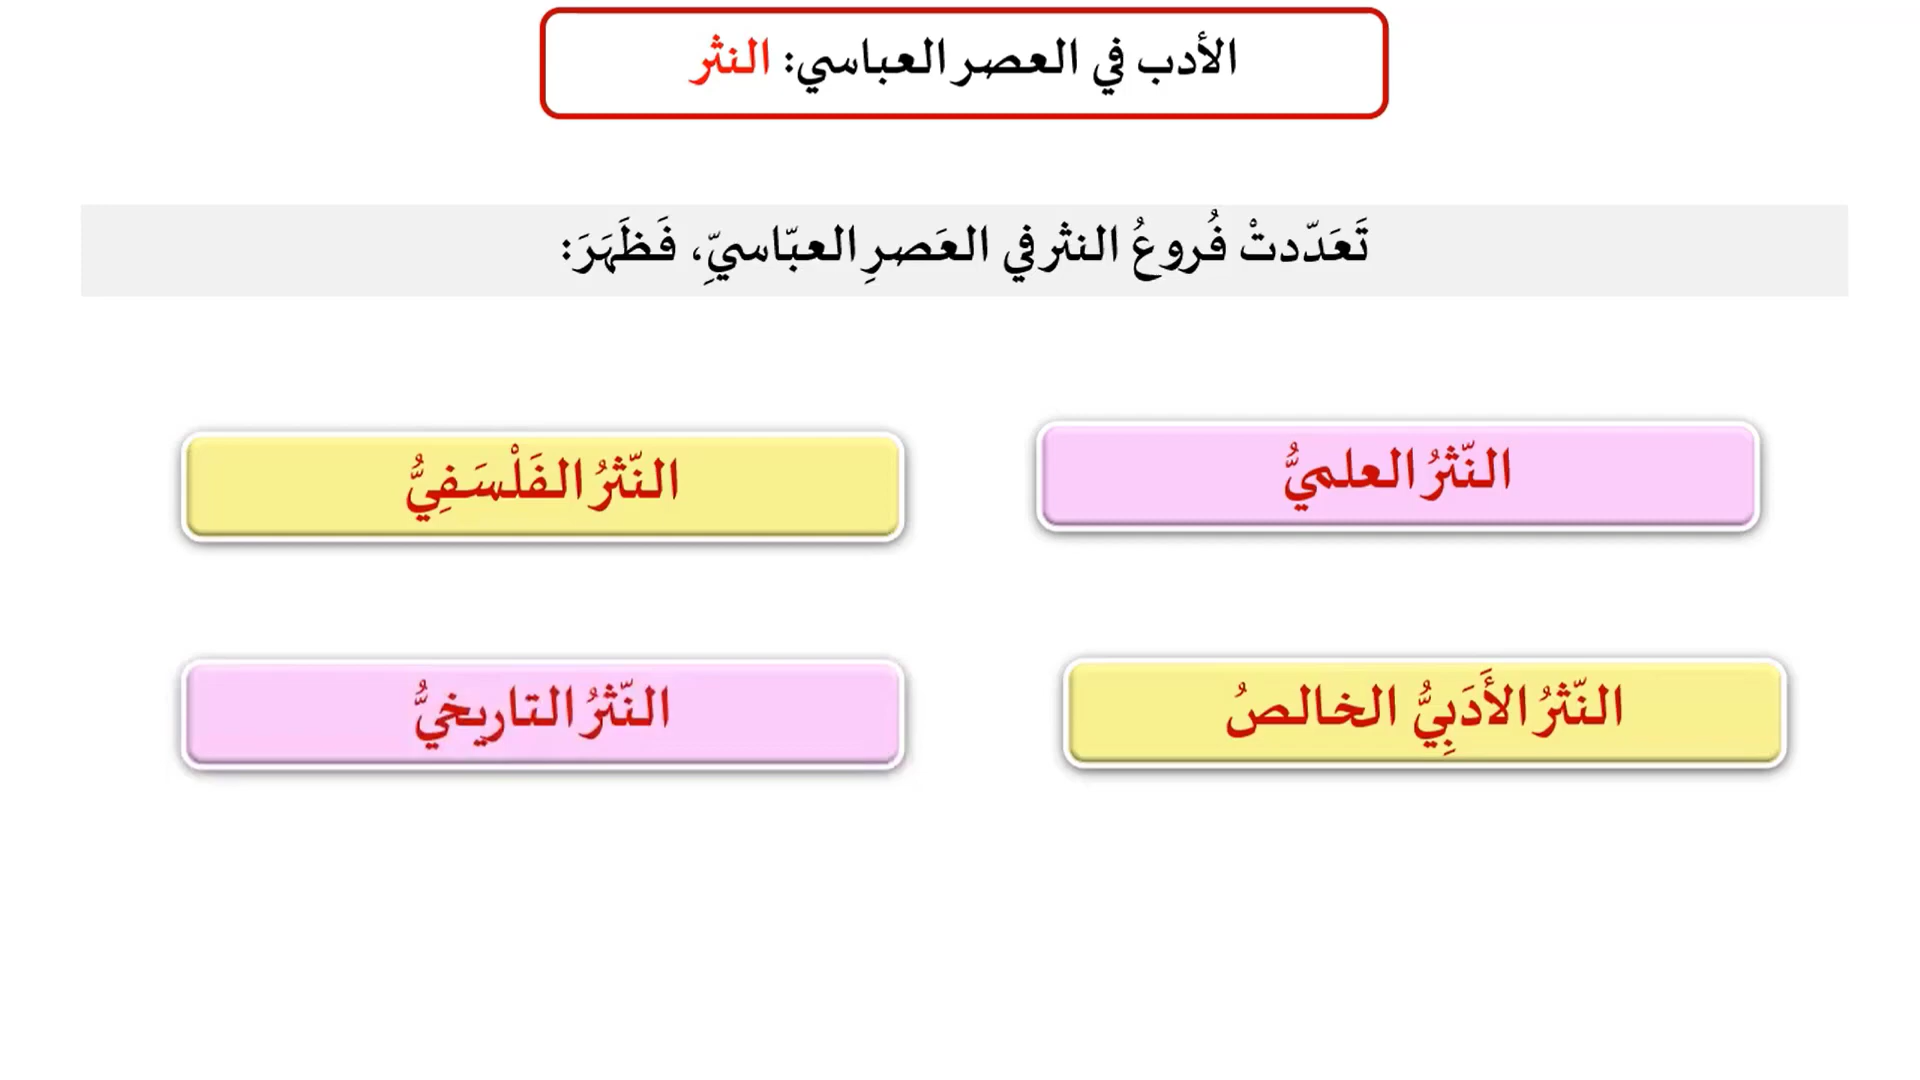 الأدب في العصر العباسي: النثر
تَعَدّدتْ فُروعُ النثر في العَصرِ العبّاسيّ، فَظَهَرَ:
النّثرُ العلميُّ
النّثرُ الفَلْسَفِيُّ
النّثرُ الأَدَبِيُّ الخالصُ
النّثرُ التاريخيُّ